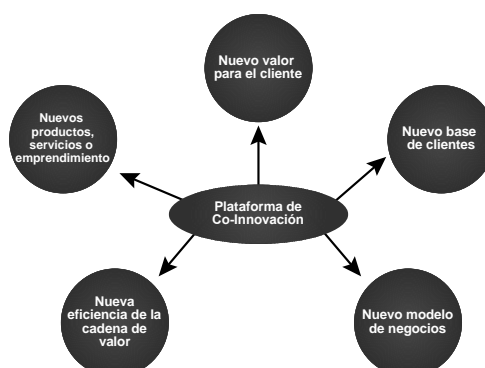 Nuevo valor
para el cliente
Nuevos
productos,
servicios o
emprendimiento
Nuevo base
de clientes
Plataforma de
Co-Innovación
Nueva
eficiencia de la
cadena de
valor
Nuevo modelo
de negocios